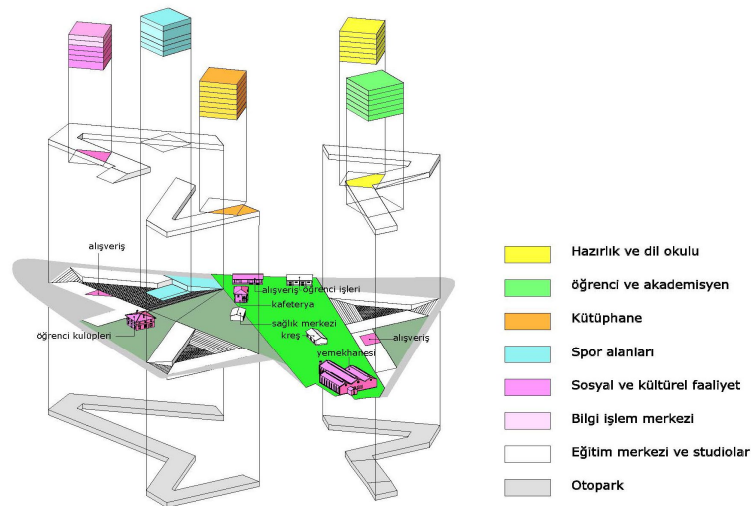 alışveriş
alışveriş öğrenci işleri
kafeterya
sağlık merkezi
öğrenci kulüpleri
kreş
alışveriş
yemekhanesi
Hazırlık ve dil okulu
öğrenci ve akademisyen
Kütüphane
Spor alanları
Sosyal ve kültürel faaliyet
Bilgi işlem merkezi
Eğitim merkezi ve studiolar
Otopark